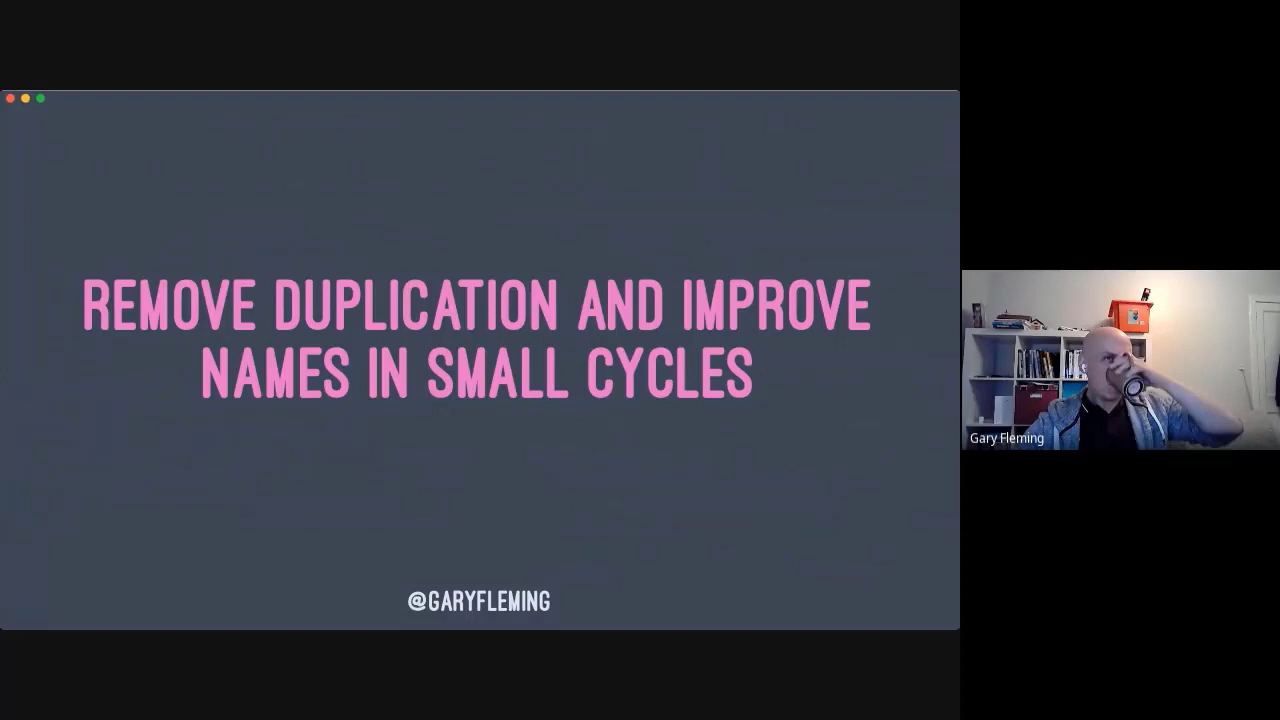 REMOVE DUPLICATION AND IMPROVE
NAMES IN SMALL CYCLES
@GARYFLEMING
Gary Fleming